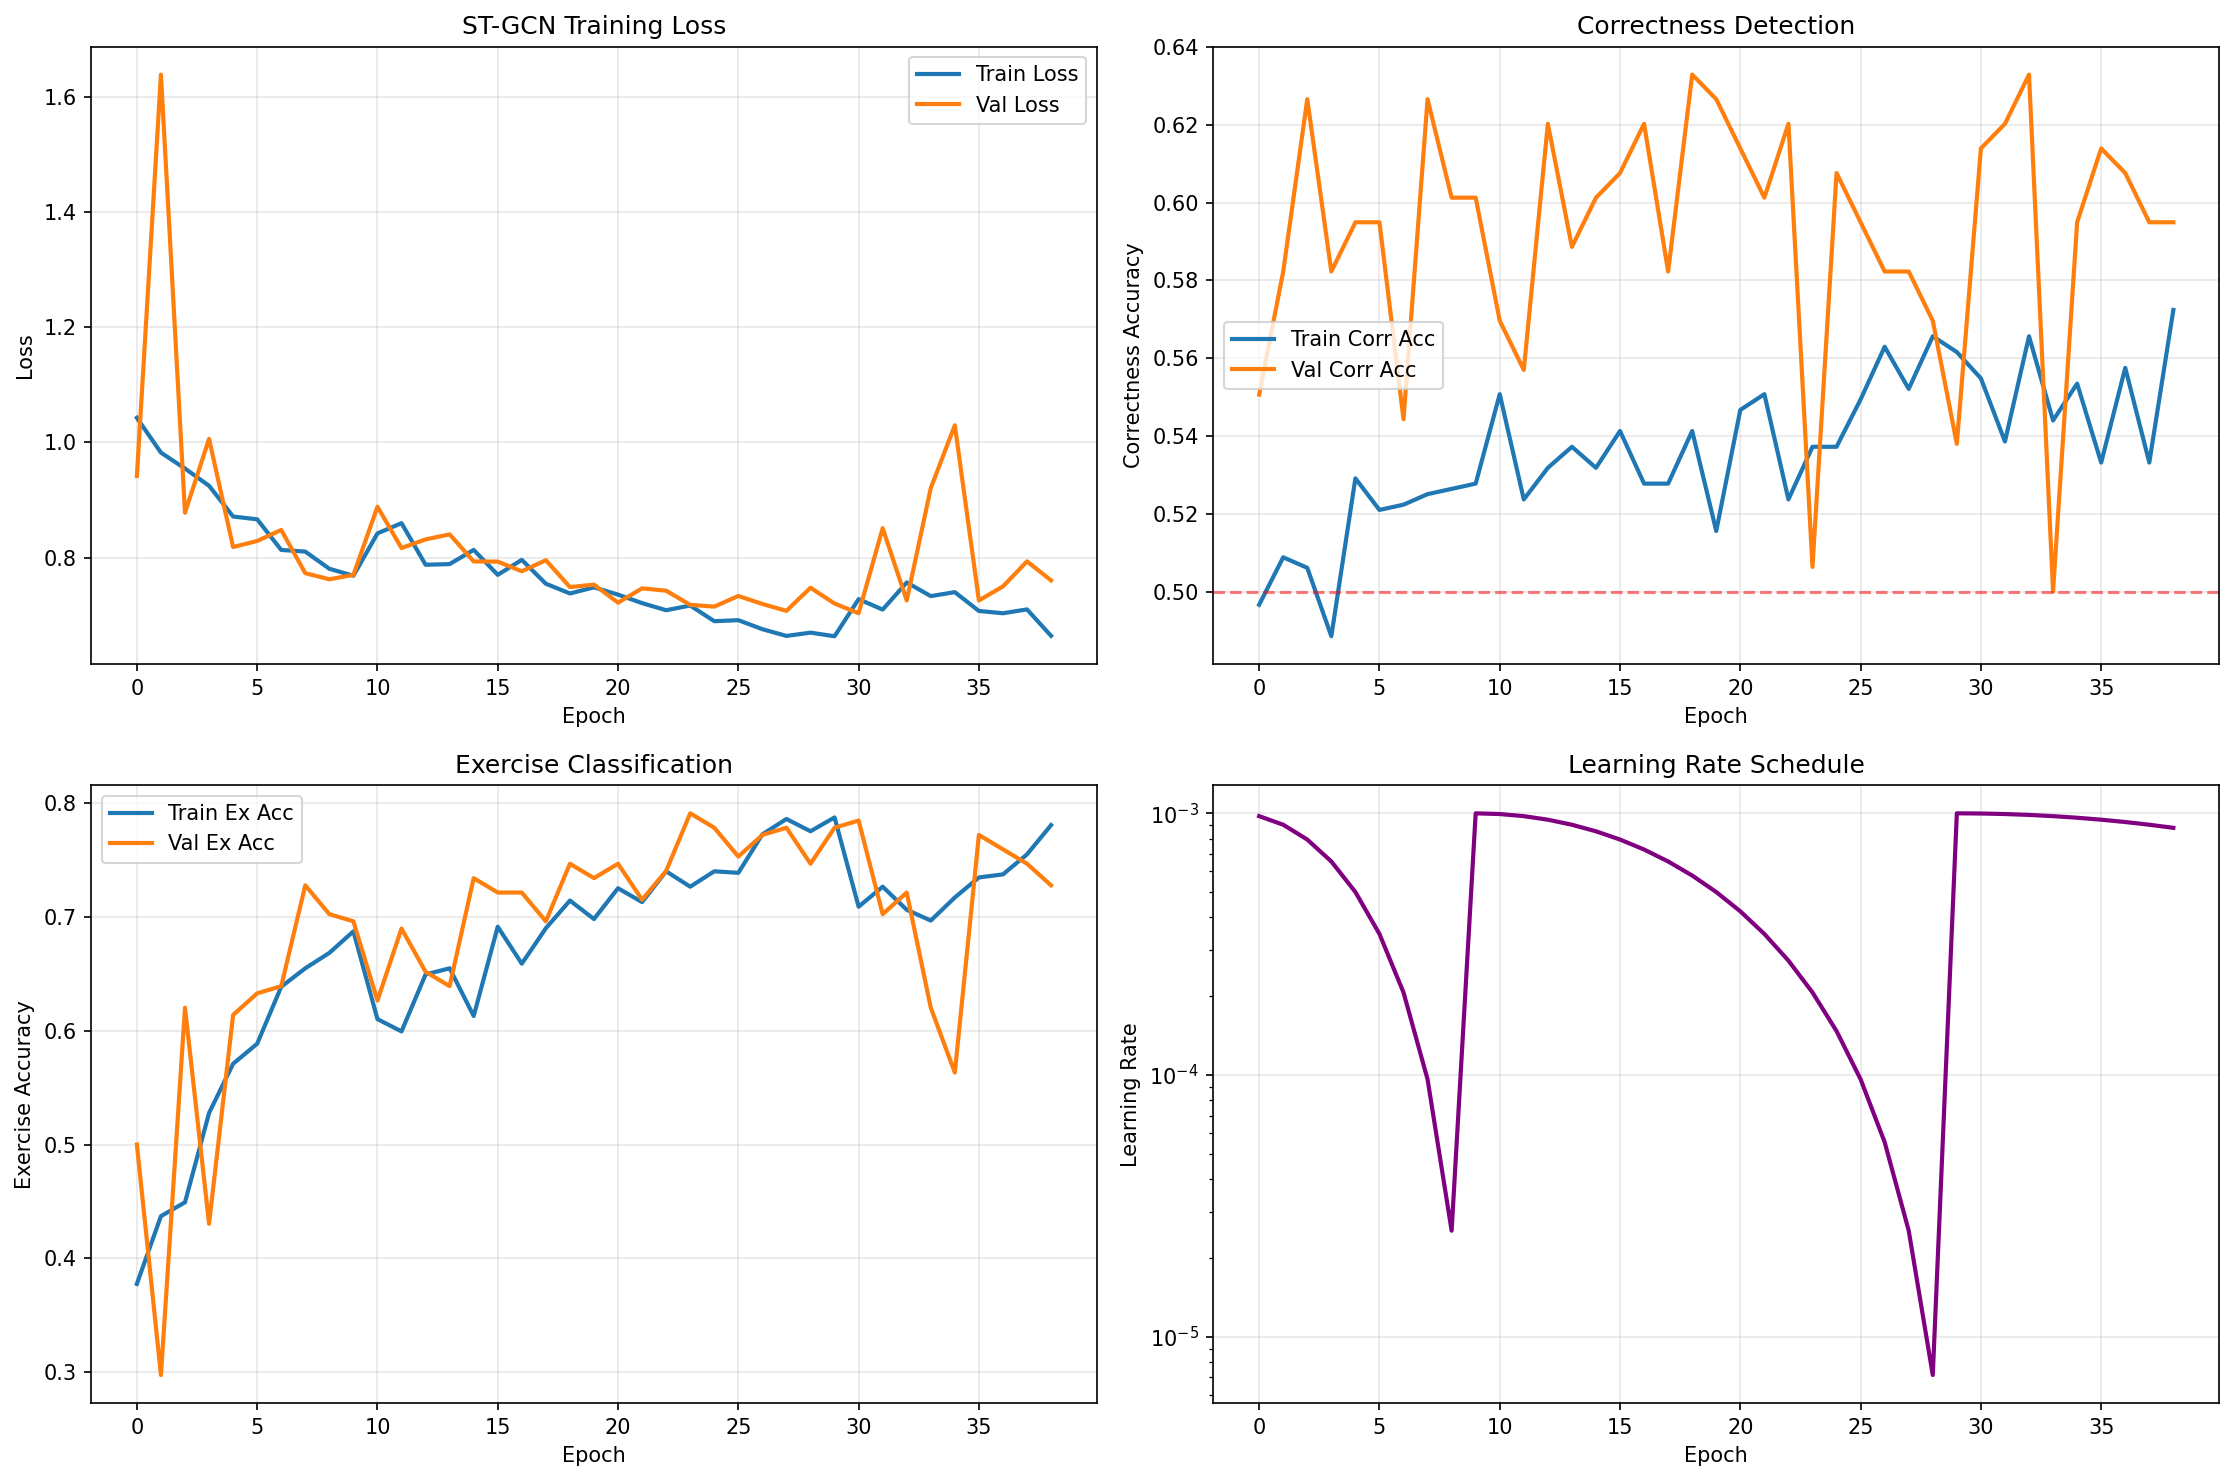 ST-GCN Training Loss
Loss
1.6
1.4
1.2
1.0
0.8
Train Loss
Val Loss
0 5 10 15 20 25 30 35
Epoch
Correctness Detection
Correctness Accuracy
0.64
0.62
0.60
0.58
0.56
0.54
0.52
0.50
Train Corr Acc
Val Corr Acc
0 5 10 15 20 25 30 35
Epoch
Exercise Classification
Exercise Accuracy
0.8
0.7
0.6
0.5
0.4
0.3
Train Ex Acc
Val Ex Acc
0 5 10 15 20 25 30 35
Epoch
Learning Rate Schedule
Learning Rate
10⁻³
10⁻⁴
10⁻⁵
0 5 10 15 20 25 30 35
Epoch